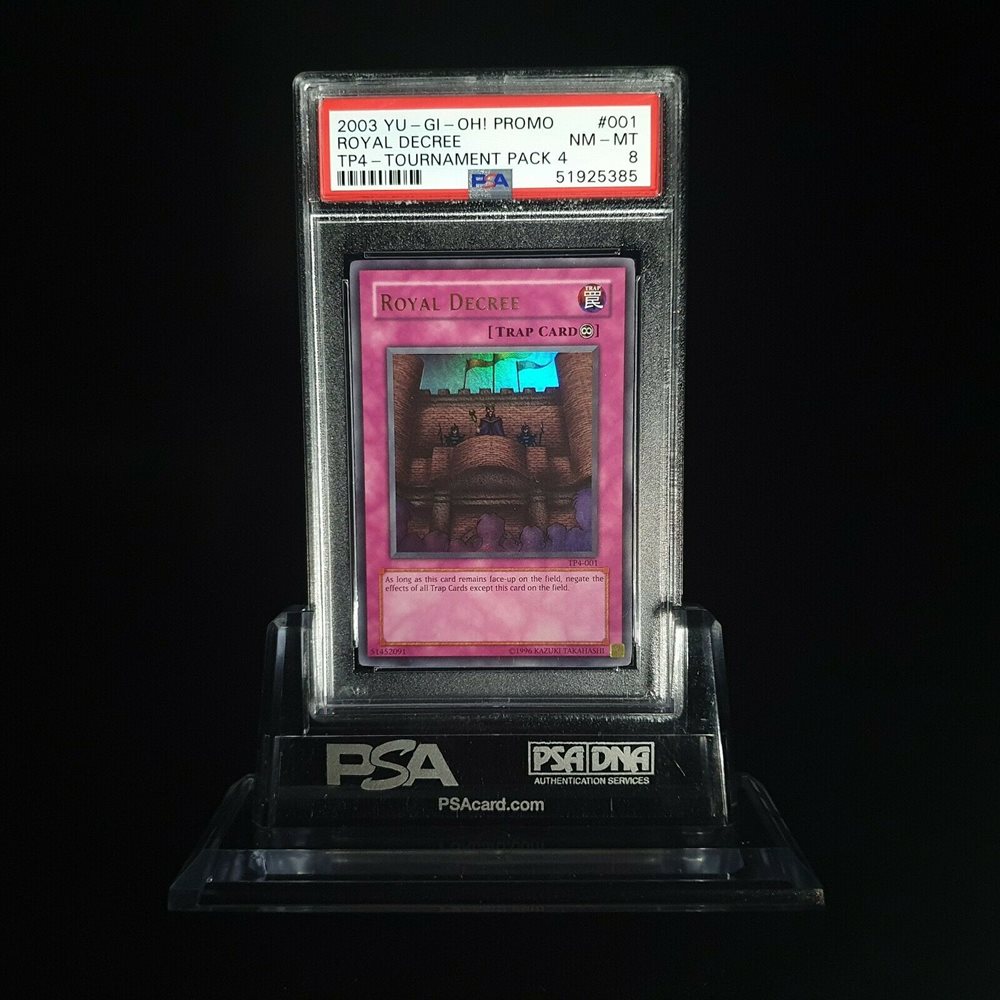 2003 YU-GI-OH! PROMO #001
ROYAL DECREE NM-MT
TP4-TOURNAMENT PACK 4 8
PSA 51925385
ROYAL DECREE
TRAP
罠
[TRAP CARD∞]
TP4-001
As long as this card remains face-up on the field, negate the
effects of all Trap Cards except this card on the field.
51452091 ©1996 KAZUKI TAKAHASHI
PSA PSA DNA
AUTHENTICATION SERVICES
PSAcard.com